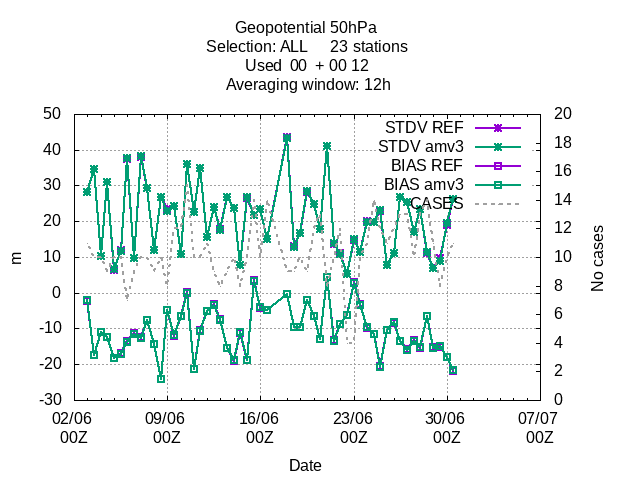 Geopotential 50hPa
Selection: ALL 23 stations
Used 00 + 00 12
Averaging window: 12h
50 20
STDV REF 18
40 STDV amv3 16
30 BIAS REF
BIAS amv3 14
20 CASES 12
10 10
m No cases
0 8
-10 6
4
-20 2
-30 0
02/06 09/06 16/06 23/06 30/06 07/07
00Z 00Z 00Z 00Z 00Z 00Z
Date